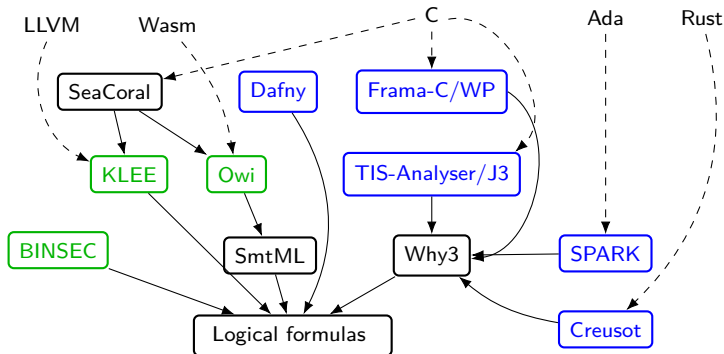 LLVM
Wasm
C
Ada
Rust
SeaCoral
Dafny
Frama-C/WP
KLEE
Owi
TIS-Analyser/J3
BINSEC
SmtML
Why3
SPARK
Logical formulas
Creusot